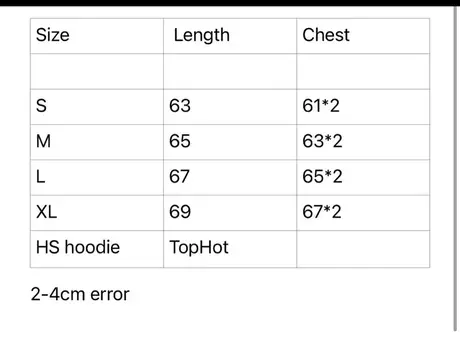 Size Length Chest
S 63 61*2
M 65 63*2
L 67 65*2
XL 69 67*2
HS hoodie TopHot
2-4cm error